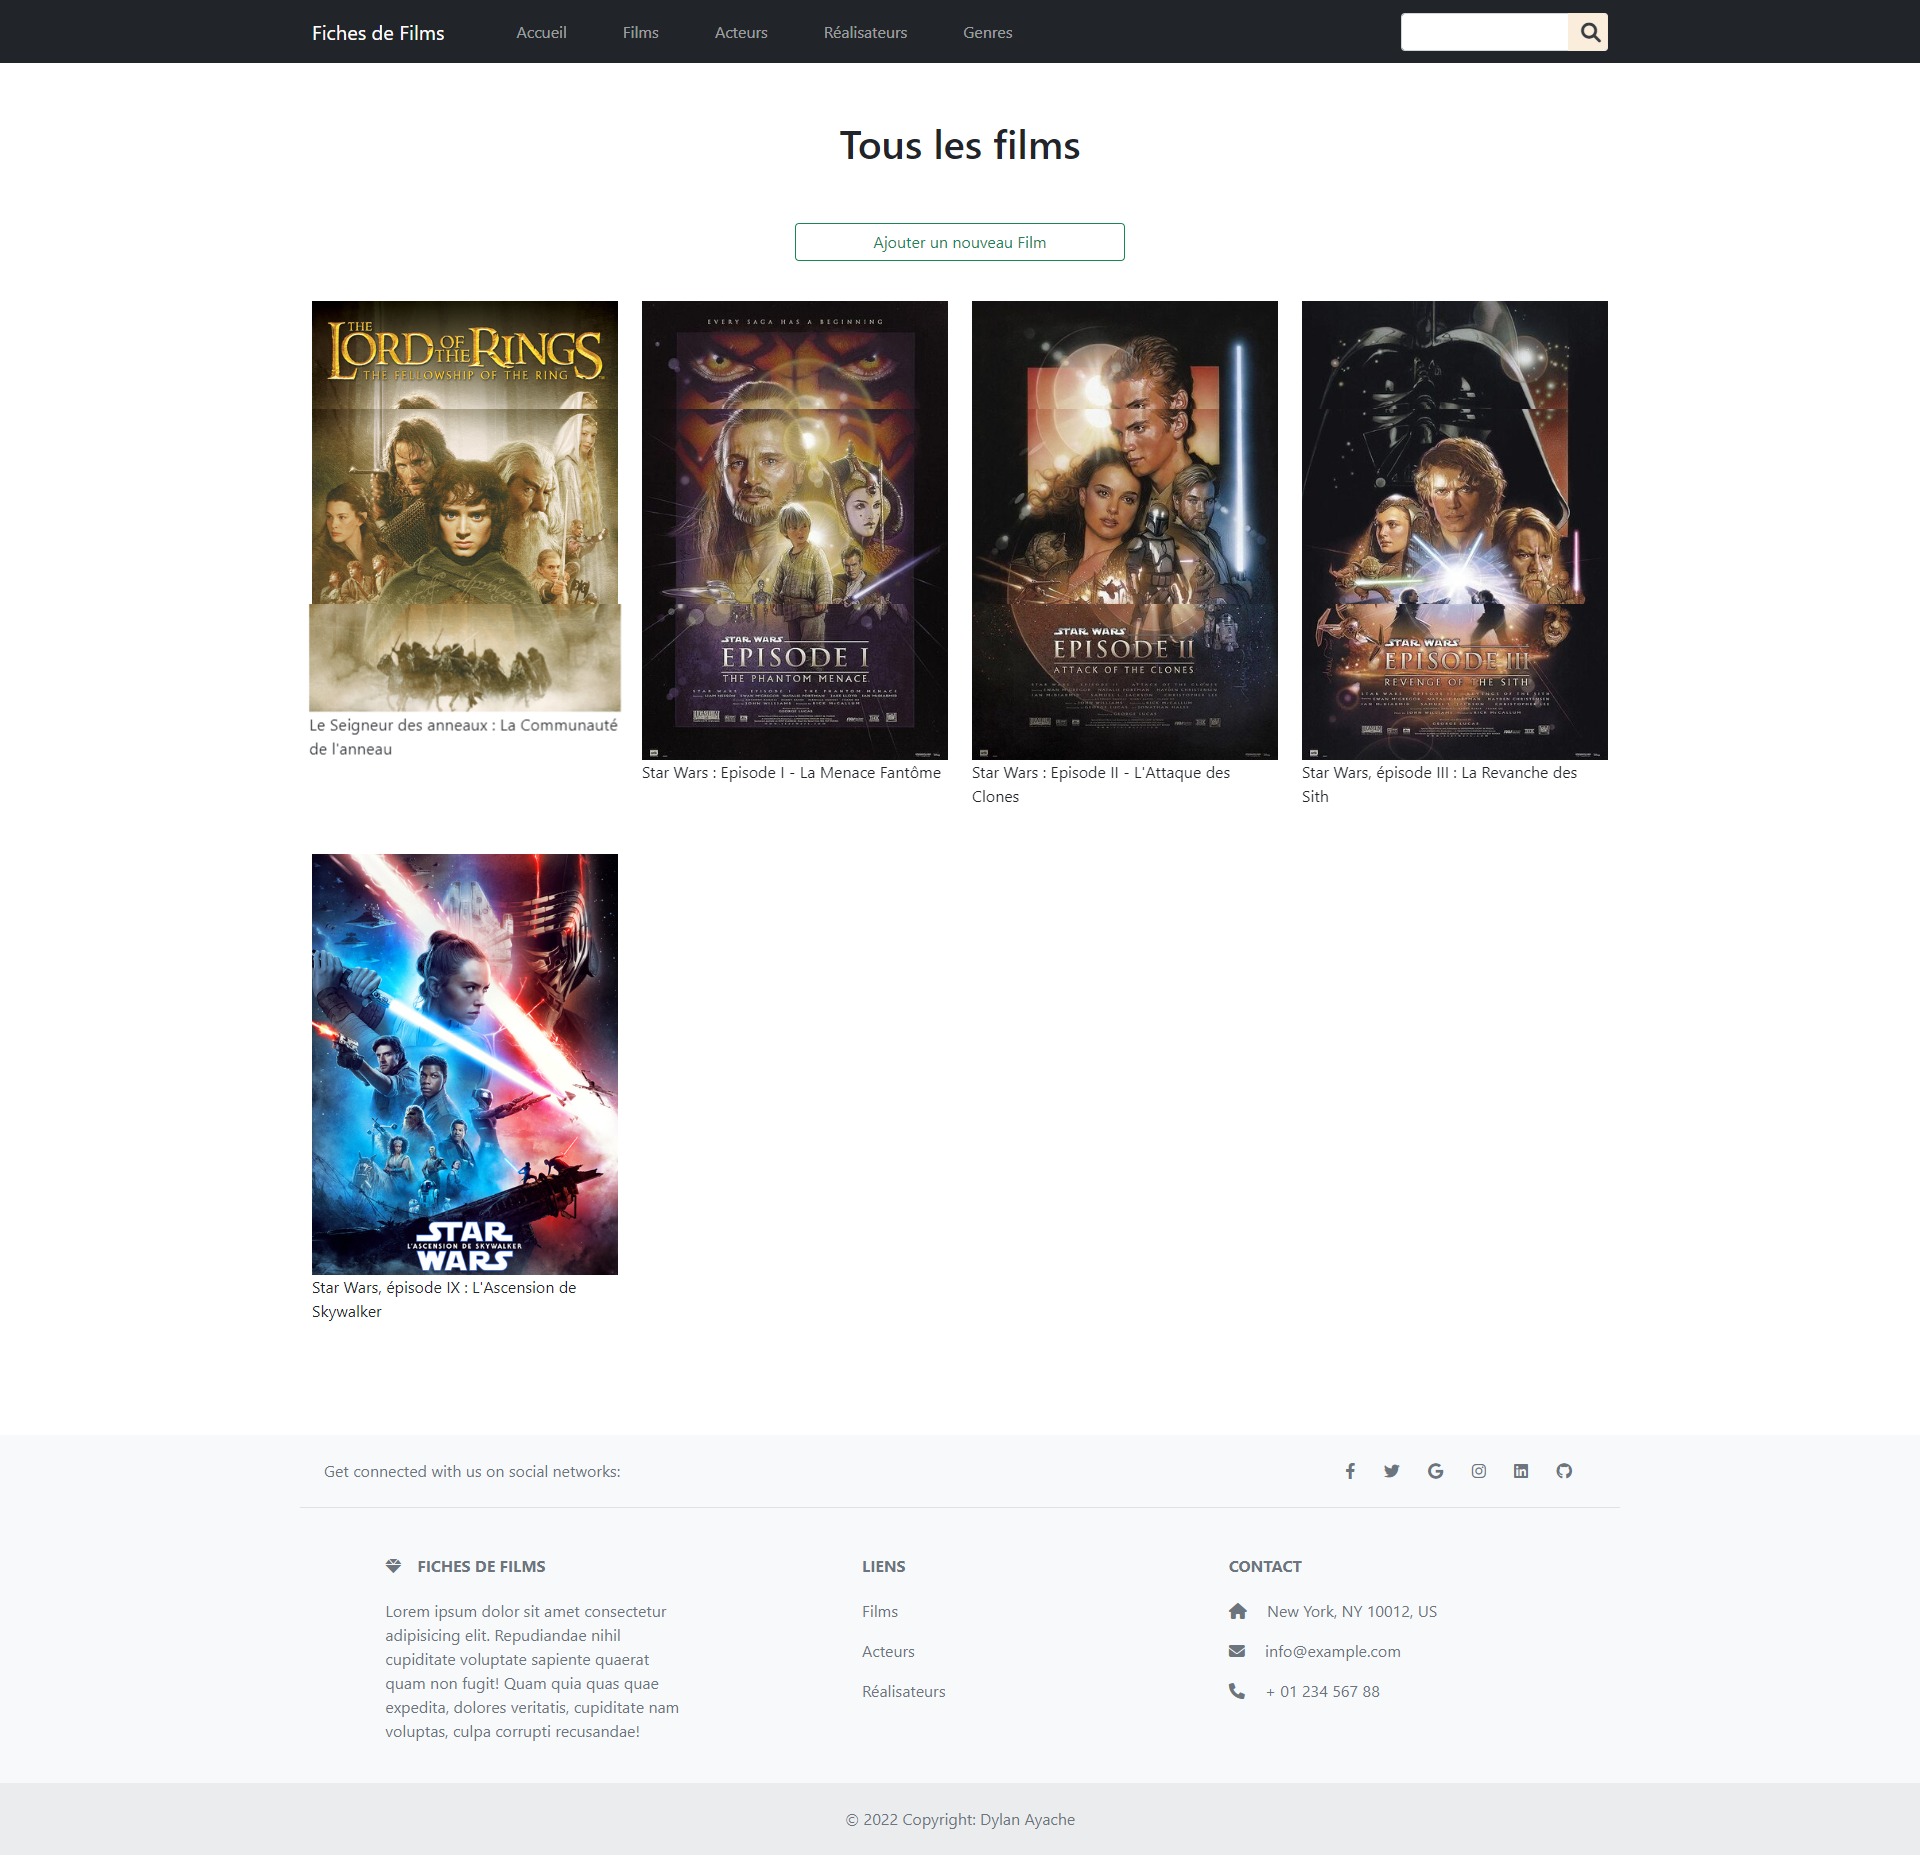 Fiches de Films
Accueil
Films
Acteurs
Réalisateurs
Genres
Tous les films
Ajouter un nouveau Film
THE
LORD OF THE RINGS
THE FELLOWSHIP OF THE RING
Le Seigneur des anneaux : La Communauté
de l'anneau
EVERY SAGA HAS A BEGINNING
STAR WARS
EPISODE I
THE PHANTOM MENACE
Star Wars : Episode I - La Menace Fantôme
STAR WARS
EPISODE II
ATTACK OF THE CLONES
Star Wars : Episode II - L'Attaque des
Clones
STAR WARS
EPISODE III
REVENGE OF THE SITH
Star Wars, épisode III : La Revanche des
Sith
STAR
L'ASCENSION DE SKYWALKER
WARS
Star Wars, épisode IX : L'Ascension de
Skywalker
Get connected with us on social networks:
FICHES DE FILMS
Lorem ipsum dolor sit amet consectetur
adipisicing elit. Repudiandae nihil
cupiditate voluptate sapiente quaerat
quam non fugit! Quam quia quas quae
expedita, dolores veritatis, cupiditate nam
voluptas, culpa corrupti recusandae!
LIENS
Films
Acteurs
Réalisateurs
CONTACT
New York, NY 10012, US
info@example.com
+ 01 234 567 88
© 2022 Copyright: Dylan Ayache